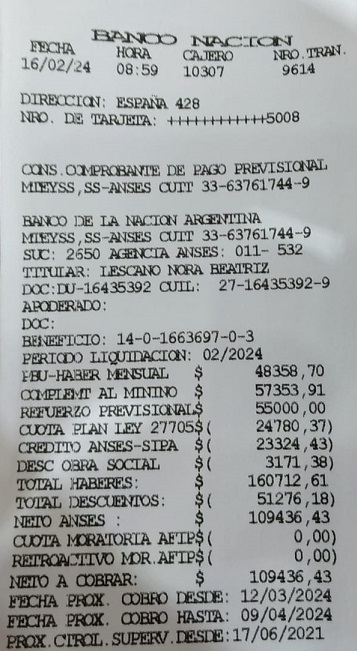 BANCO NACION
FECHA HORA CAJERO NRO.TRAN.
16/02/24 08:59 10307 9614
DIRECCION: ESPAÑA 428
NRO. DE TARJETA: ++++++++++++5008
CONS.COMPROBANTE DE PAGO PREVISIONAL
MTEYSS,SS-ANSES CUIT 33-63761744-9
BANCO DE LA NACION ARGENTINA
MTEYSS,SS-ANSES CUIT 33-63761744-9
SUC: 2650 AGENCIA ANSES: 011- 532
TITULAR: LESCANO NORA BEATRIZ
DOC:DU-16435392 CUIL: 27-16435392-9
APODERADO:
DOC:
BENEFICIO: 14-0-1663697-0-3
PERIODO LIQUIDACION: 02/2024
PBU-HABER MENSUAL $ 48358,70
COMPLEMT AL MININO $ 57353,91
REFUERZO PREVISIONAL$ 55000,00
CUOTA PLAN LEY 27705$( 24780,37)
CREDITO ANSES-SIPA $( 23324,43)
DESC OBRA SOCIAL $( 3171,38)
TOTAL HABERES: $ 160712,61
TOTAL DESCUENTOS: $( 51276,18)
NETO ANSES : $ 109436,43
CUOTA MORATORIA AFIP$( 0,00)
RETROACTIVO MOR.AFIP$( 0,00)
NETO A COBRAR: $ 109436,43
FECHA PROX. COBRO DESDE: 12/03/2024
FECHA PROX. COBRO HASTA: 09/04/2024
PROX.CTROL.SUPERV.DESDE:17/06/2021